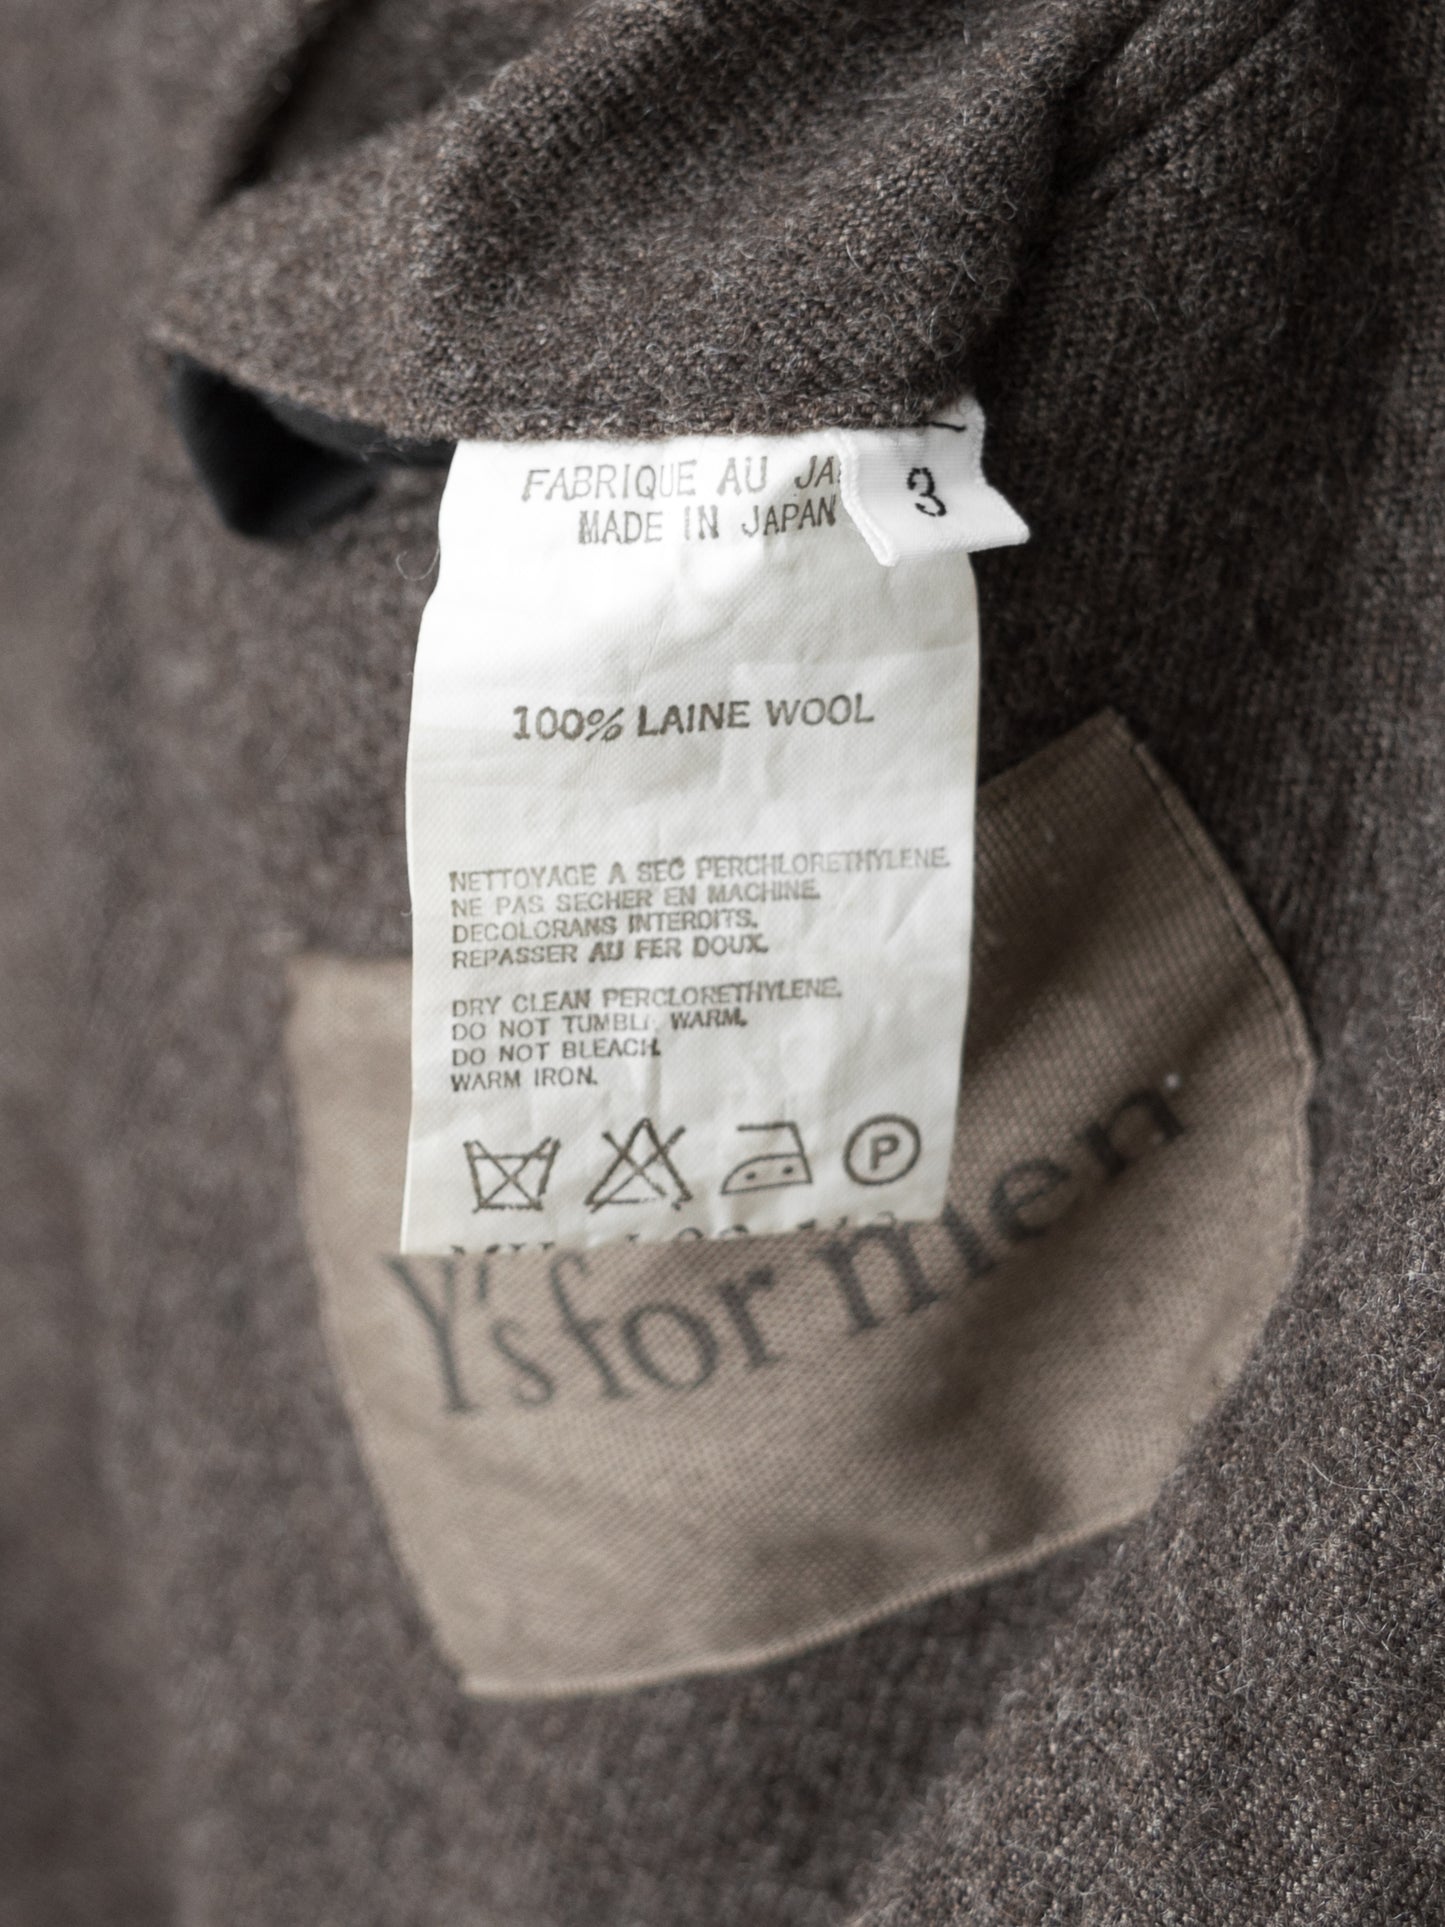 FABRIQUE AU JA
3
MADE IN JAPAN
100% LAINE WOOL
NETTOYAGE A SEC PERCHLORETHYLENE.
NE PAS SECHER EN MACHINE.
DECOLORANS INTERDITS.
REPASSER AU FER DOUX.
DRY CLEAN PERCLORETHYLENE.
DO NOT TUMBLE WARM.
DO NOT BLEACH.
WARM IRON.
P
Y's for men.